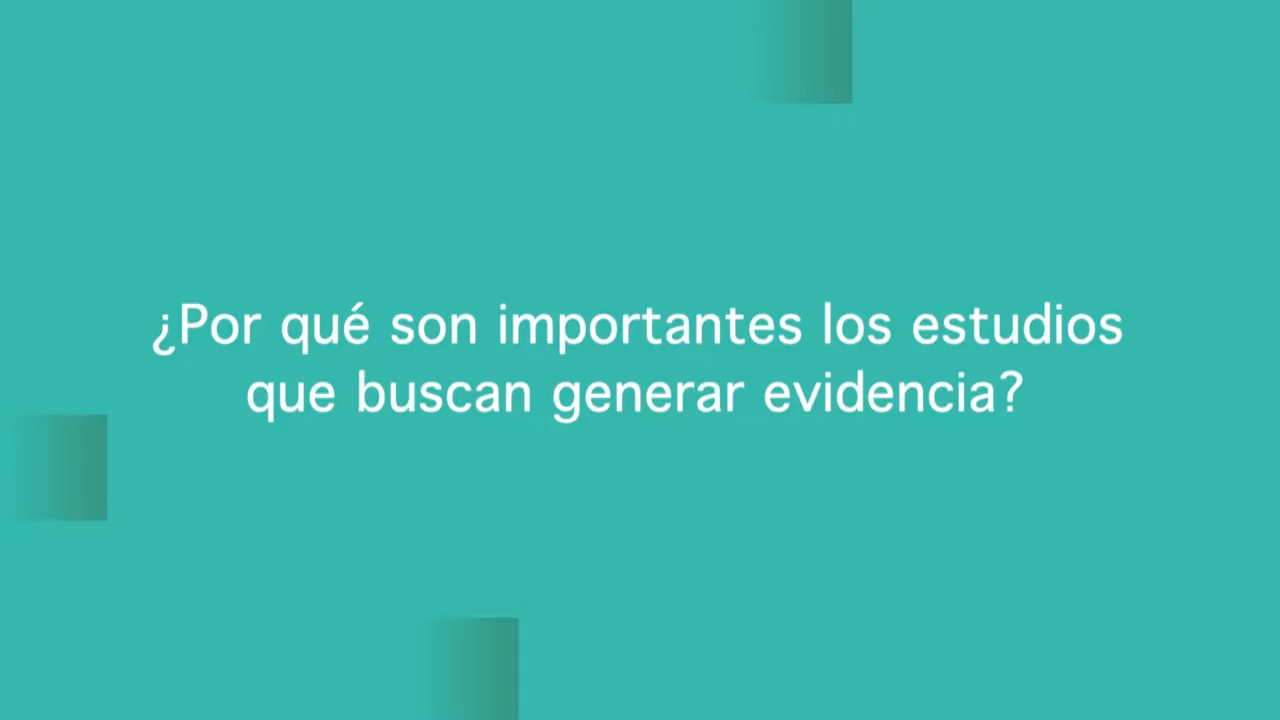 ¿Por qué son importantes los estudios
que buscan generar evidencia?